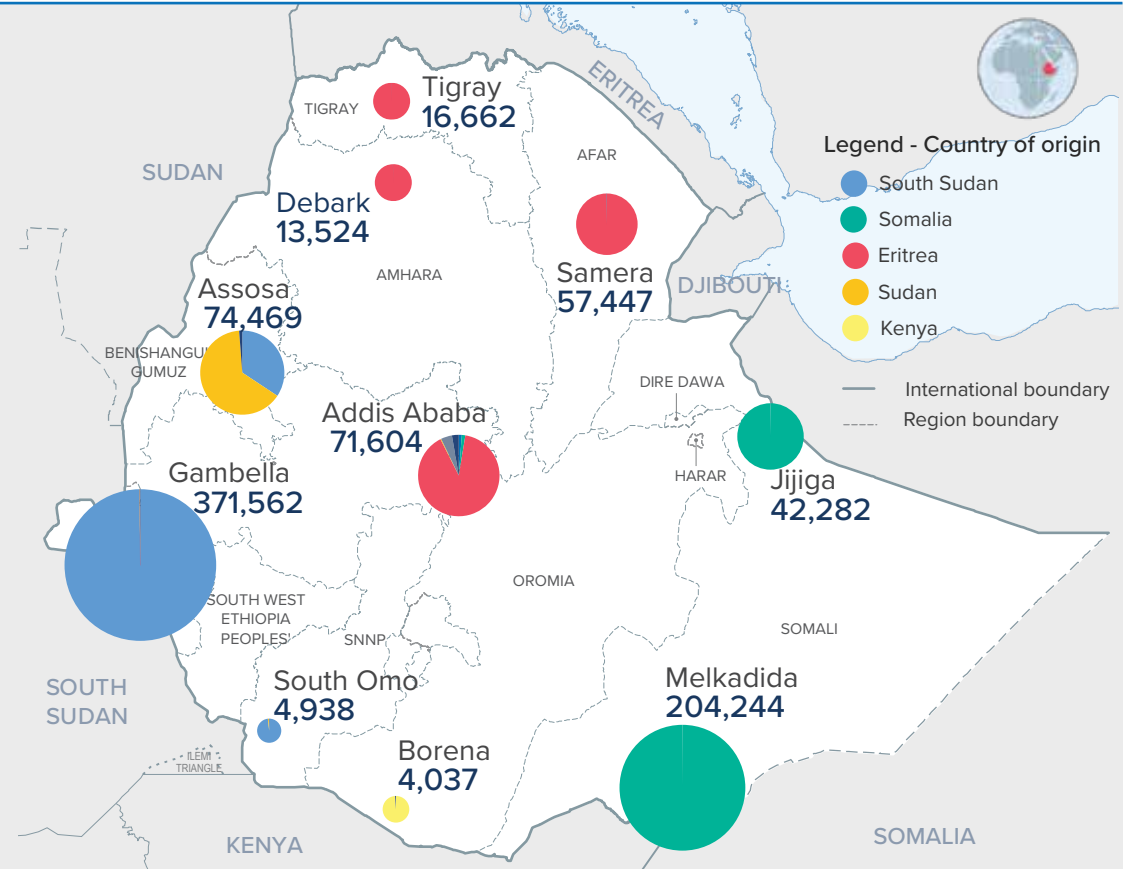 Tigray
16,662
TIGRAY
ERITREA
AFAR
SUDAN
Debark
13,524
AMHARA
Samera
57,447
DJIBOUTI
Legend - Country of origin
South Sudan
Somalia
Eritrea
Sudan
Kenya
International boundary
Region boundary
Assosa
74,469
BENISHANGU
GUMUZ
Addis Ababa
71,604
DIRE DAWA
HARAR
Jijiga
42,282
Gambella
371,562
OROMIA
SOUTH WEST
ETHIOPIA
PEOPLES'
SNNP
SOMALI
SOUTH
SUDAN
South Omo
4,938
Melkadida
204,244
ILEMI
TRIANGLE
Borena
4,037
KENYA
SOMALIA